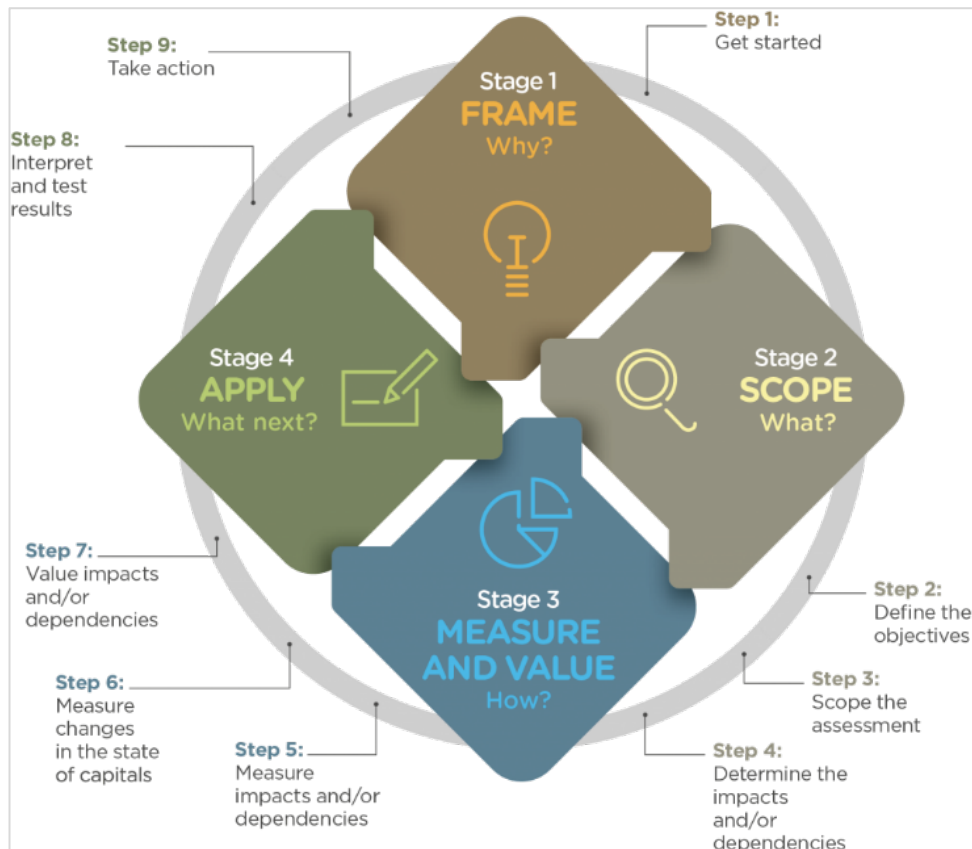 Step 1:
Get started
Stage 1
FRAME
Why?
Stage 2
SCOPE
What?
Step 2:
Define the
objectives
Step 3:
Scope the
assessment
Step 4:
Determine the
impacts
and/or
dependencies
Stage 3
MEASURE
AND VALUE
How?
Step 5:
Measure
impacts and/or
dependencies
Step 6:
Measure
changes
in the state
of capitals
Step 7:
Value impacts
and/or
dependencies
Stage 4
APPLY
What next?
Step 8:
Interpret
and test
results
Step 9:
Take action